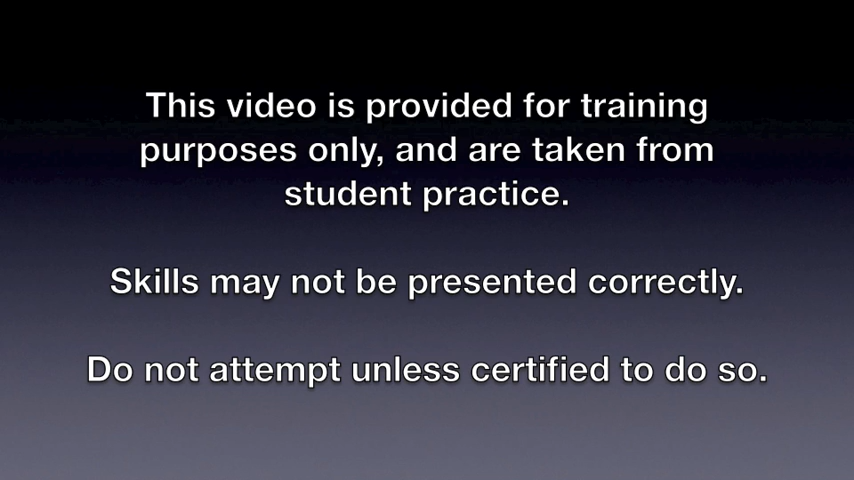 This video is provided for training
purposes only, and are taken from
student practice.
Skills may not be presented correctly.
Do not attempt unless certified to do so.